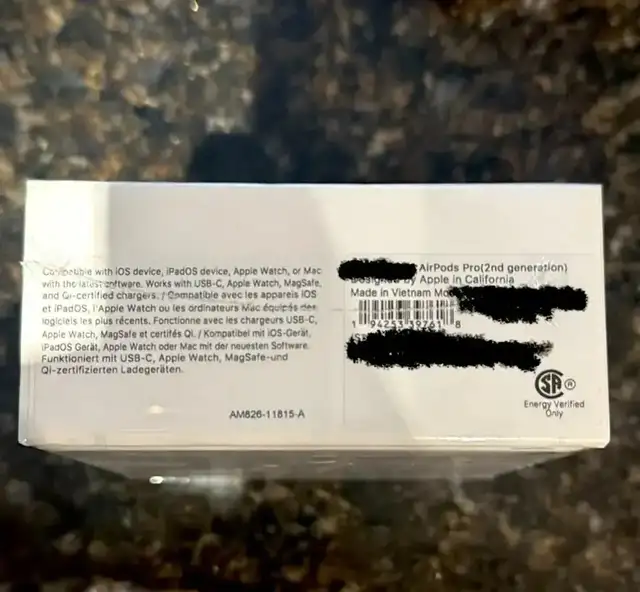 Compatible with iOS device, iPadOS device, Apple Watch, or Mac
with the latest software. Works with USB-C, Apple Watch, MagSafe,
and Qi-certified chargers. / Compatible avec les appareils iOS
et iPadOS, l'Apple Watch ou les ordinateurs Mac équipés des
logiciels les plus récents. Fonctionne avec les chargeurs USB-C,
Apple Watch, MagSafe et certifés Qi. / Kompatibel mit iOS-Gerät,
iPadOS Gerät, Apple Watch oder Mac mit der neuesten Software.
Funktioniert mit USB-C, Apple Watch, MagSafe-und
Qi-zertifizierten Ladegeräten.
AM826-11815-A
AirPods Pro(2nd generation)
Designed by Apple in California
Made in Vietnam
1 94253 39761 8
SA ®
Energy Verified
Only